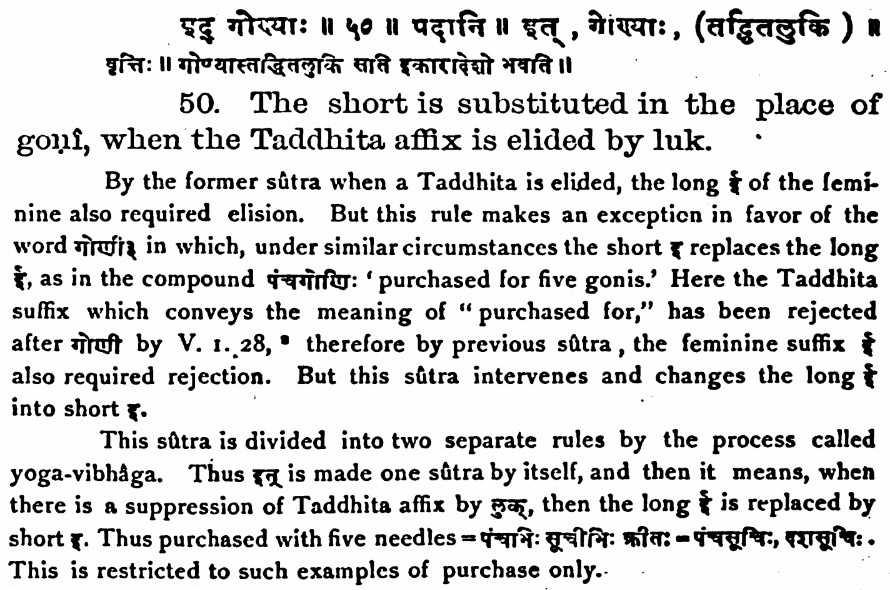 इद् गोण्याः ॥ ५० ॥ पदानि ॥ इत् , गोण्याः, (तद्धितलुकि ) ॥
वृत्तिः ॥ गोण्यास्तद्धितलुकि सति इकारादेशो भवति ॥
50. The short is substituted in the place of
goṇî, when the Taddhita affix is elided by luk.
By the former sûtra when a Taddhita is elided, the long ई of the femi-
nine also required elision. But this rule makes an exception in favor of the
word गोणी in which, under similar circumstances the short इ replaces the long
ई, as in the compound पंचगोणिः ‘purchased for five gonis.’ Here the Taddhita
suffix which conveys the meaning of “purchased for,” has been rejected
after गोणी by V. 1. 28, therefore by previous sûtra, the feminine suffix ई
also required rejection. But this sûtra intervenes and changes the long ई
into short इ.
This sûtra is divided into two separate rules by the process called
yoga-vibhâga. Thus इत् is made one sûtra by itself, and then it means, when
there is a suppression of Taddhita affix by लुक्, then the long ई is replaced by
short इ. Thus purchased with five needles = पंचाभिः सूचीभिः क्रीतः = पंचसूचिः, दशसूचिः.
This is restricted to such examples of purchase only.